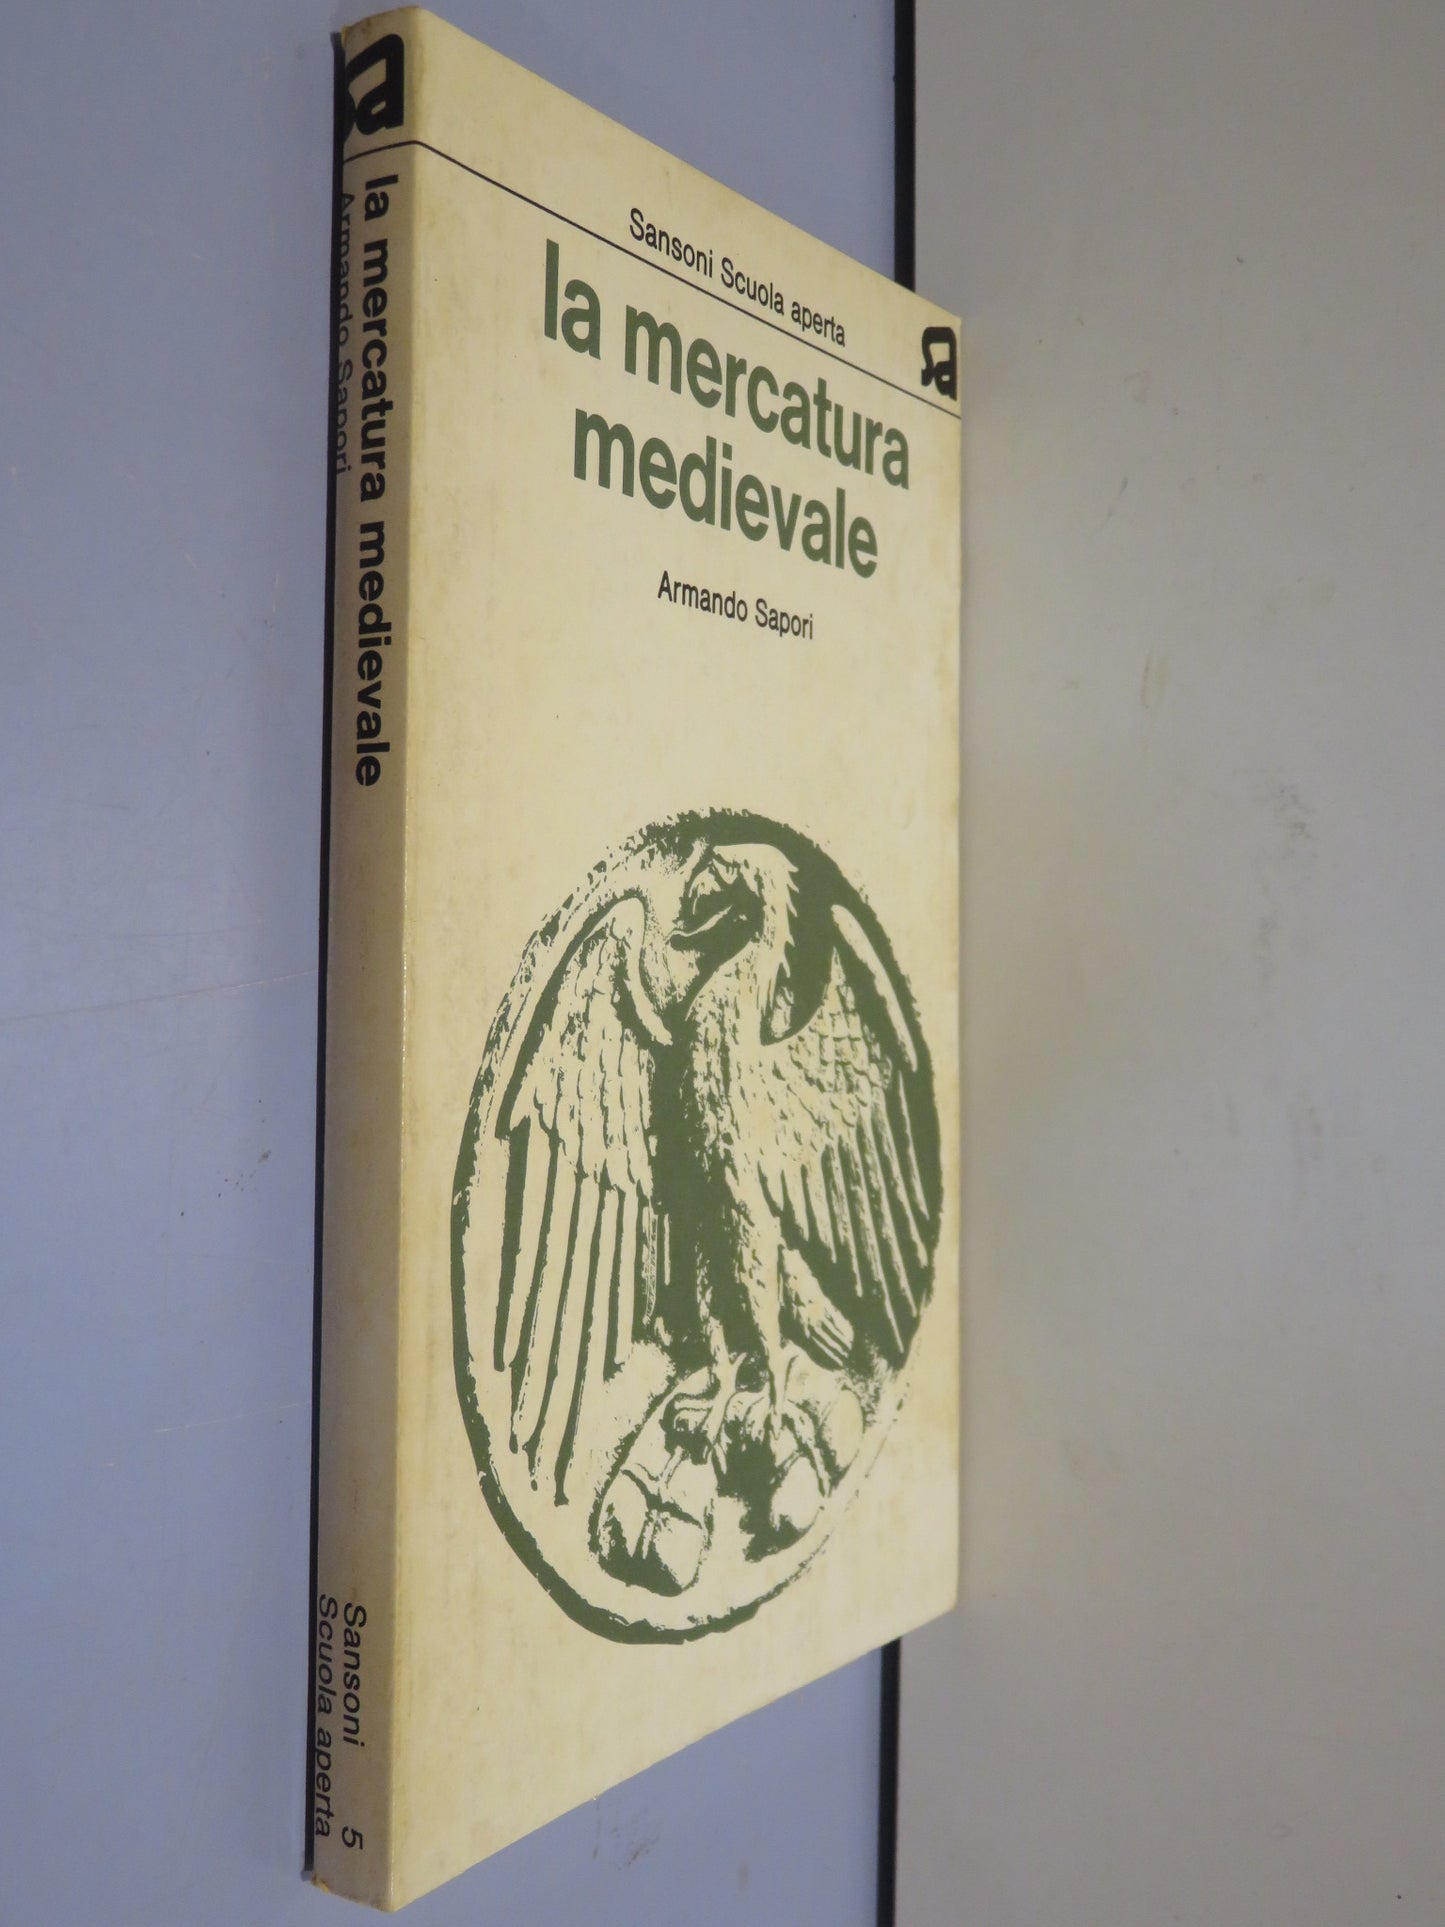 Sansoni Scuola aperta
la mercatura
medievale
Armando Sapori
la mercatura medievale
Armando Sapori
Sansoni 5
Scuola aperta